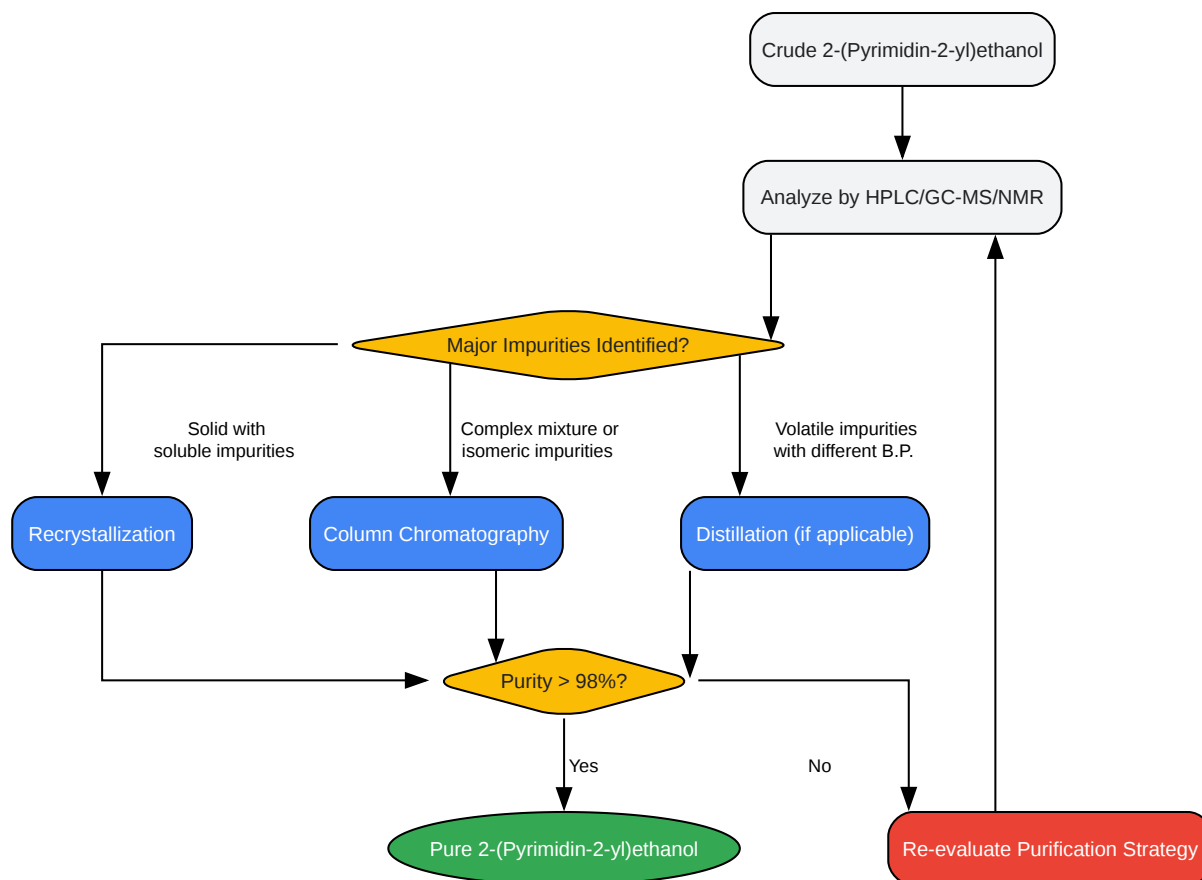 Crude 2-(Pyrimidin-2-yl)ethanol
Analyze by HPLC/GC-MS/NMR
Major Impurities Identified?
Solid with
soluble impurities
Complex mixture or
isomeric impurities
Volatile impurities
with different B.P.
Recrystallization
Column Chromatography
Distillation (if applicable)
Purity > 98%?
Yes
No
Pure 2-(Pyrimidin-2-yl)ethanol
Re-evaluate Purification Strategy